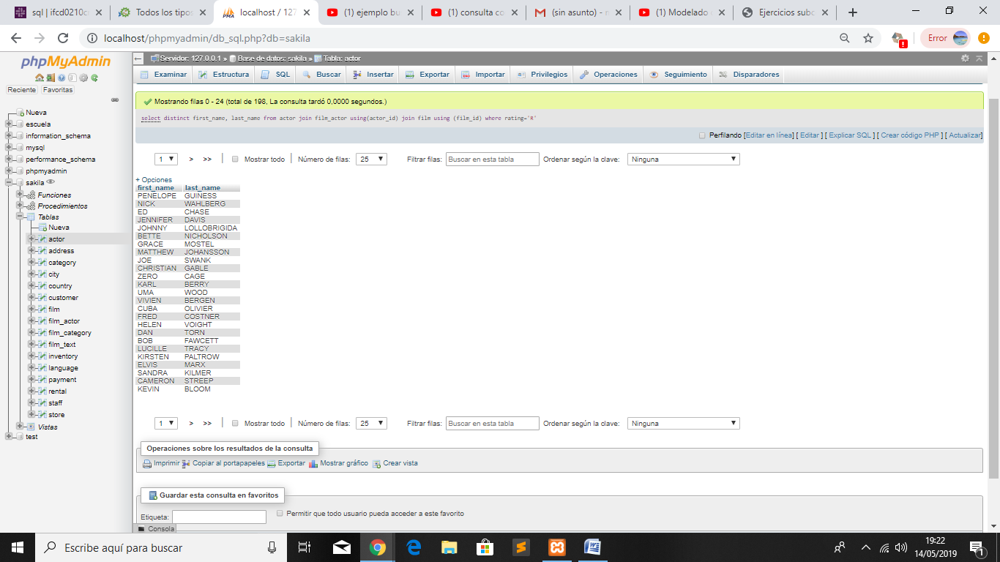 sql | ifcd0210c
Todos los tipos
localhost / 127
(1) ejemplo bu
(1) consulta co
(sin asunto) - r
(1) Modelado
Ejercicios subc
localhost/phpmyadmin/db_sql.php?db=sakila
Error
phpMyAdmin
Reciente Favoritas
Nueva
escuela
information_schema
mysql
performance_schema
phpmyadmin
sakila
Funciones
Procedimientos
Tablas
Nueva
actor
address
category
city
country
customer
film
film_actor
film_category
film_text
inventory
language
payment
rental
staff
store
Vistas
test
Servidor: 127.0.0.1 » Base de datos: sakila » Tabla: actor
Examinar Estructura SQL Buscar Insertar Exportar Importar Privilegios Operaciones Seguimiento Disparadores
Mostrando filas 0 - 24 (total de 198, La consulta tardó 0,0000 segundos.)
select distinct first_name, last_name from actor join film_actor using(actor_id) join film using (film_id) where rating='R'
Perfilando [Editar en línea] [ Editar ] [ Explicar SQL ] [ Crear código PHP ] [ Actualizar]
1 > >> | Mostrar todo | Número de filas: 25 Filtrar filas: Buscar en esta tabla Ordenar según la clave: Ninguna
+ Opciones
first_name last_name
PENELOPE GUINESS
NICK WAHLBERG
ED CHASE
JENNIFER DAVIS
JOHNNY LOLLOBRIGIDA
BETTE NICHOLSON
GRACE MOSTEL
MATTHEW JOHANSSON
JOE SWANK
CHRISTIAN GABLE
ZERO CAGE
KARL BERRY
UMA WOOD
VIVIEN BERGEN
CUBA OLIVIER
FRED COSTNER
HELEN VOIGHT
DAN TORN
BOB FAWCETT
LUCILLE TRACY
KIRSTEN PALTROW
ELVIS MARX
SANDRA KILMER
CAMERON STREEP
KEVIN BLOOM
1 > >> | Mostrar todo | Número de filas: 25 Filtrar filas: Buscar en esta tabla Ordenar según la clave: Ninguna
Operaciones sobre los resultados de la consulta
Imprimir Copiar al portapapeles Exportar Mostrar gráfico Crear vista
Guardar esta consulta en favoritos
Etiqueta: Permitir que todo usuario pueda acceder a este favorito
Consola
Escribe aquí para buscar
19:22
14/05/2019
1